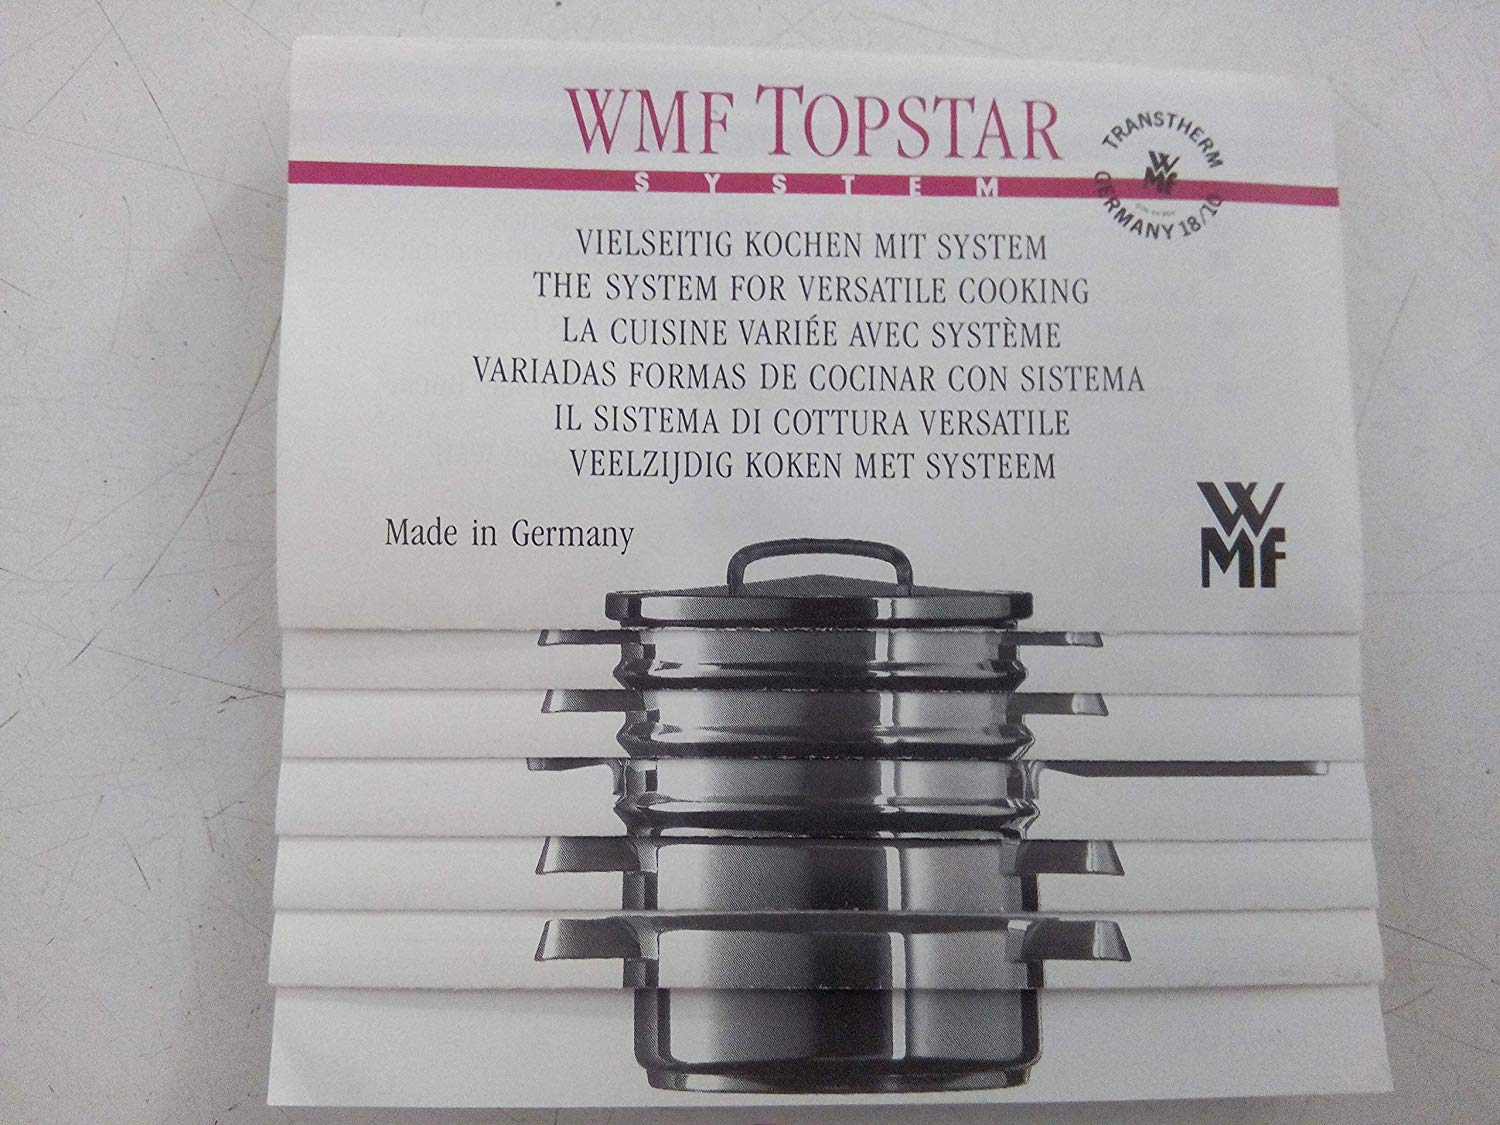 WMF TOPSTAR
SYSTEM
TRANSTHERM
WMF
GERMANY 18/10
VIELSEITIG KOCHEN MIT SYSTEM
THE SYSTEM FOR VERSATILE COOKING
LA CUISINE VARIÉE AVEC SYSTÈME
VARIADAS FORMAS DE COCINAR CON SISTEMA
IL SISTEMA DI COTTURA VERSATILE
VEELZIJDIG KOKEN MET SYSTEEM
Made in Germany
WMF